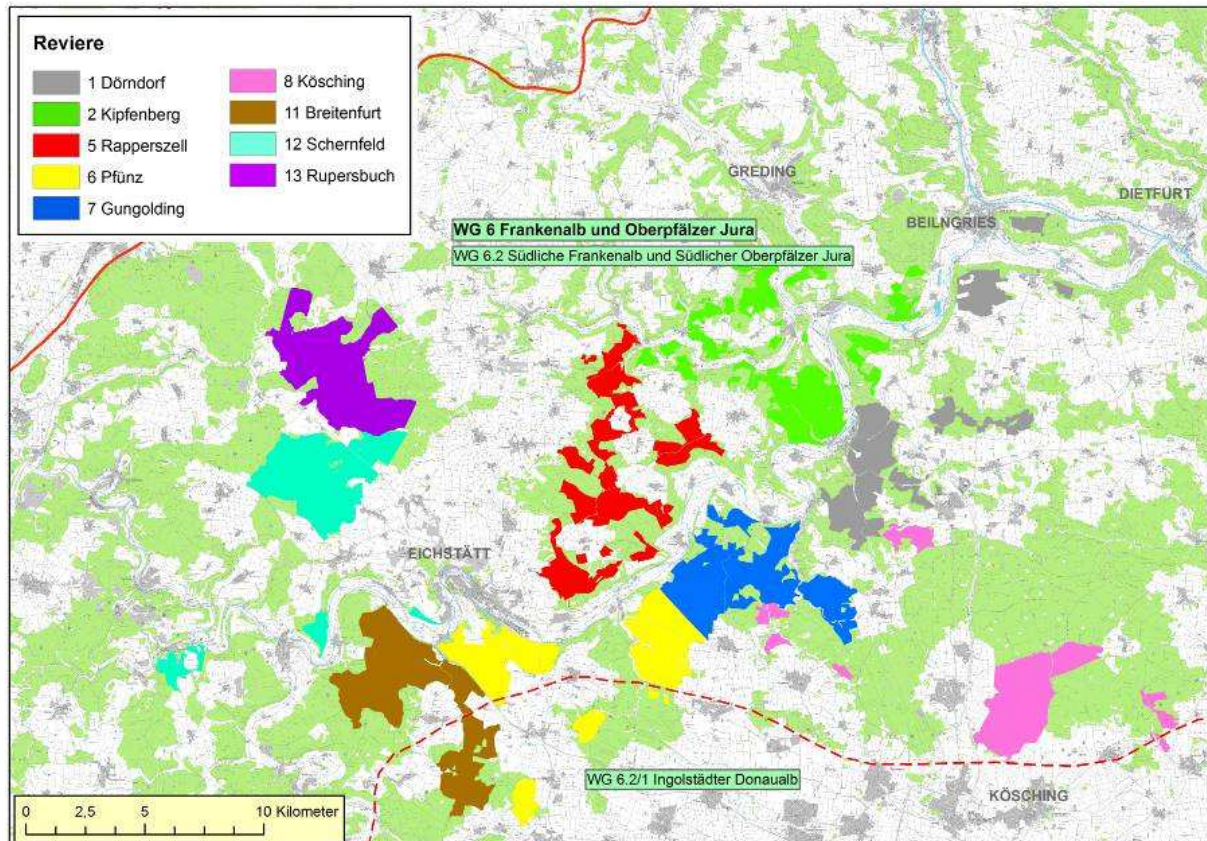 Reviere
1 Dörndorf
2 Kipfenberg
5 Rapperszell
6 Pfünz
7 Gungolding
8 Kösching
11 Breitenfurt
12 Schernfeld
13 Rupersbuch
GREDING
DIETFURT
BEILNGRIES
WG 6 Frankenalb und Oberpfälzer Jura
WG 6.2 Südliche Frankenalb und Südlicher Oberpfälzer Jura
EICHSTÄTT
WG 6.2/1 Ingolstädter Donaualb
KÖSCHING
0 2,5 5 10 Kilometer